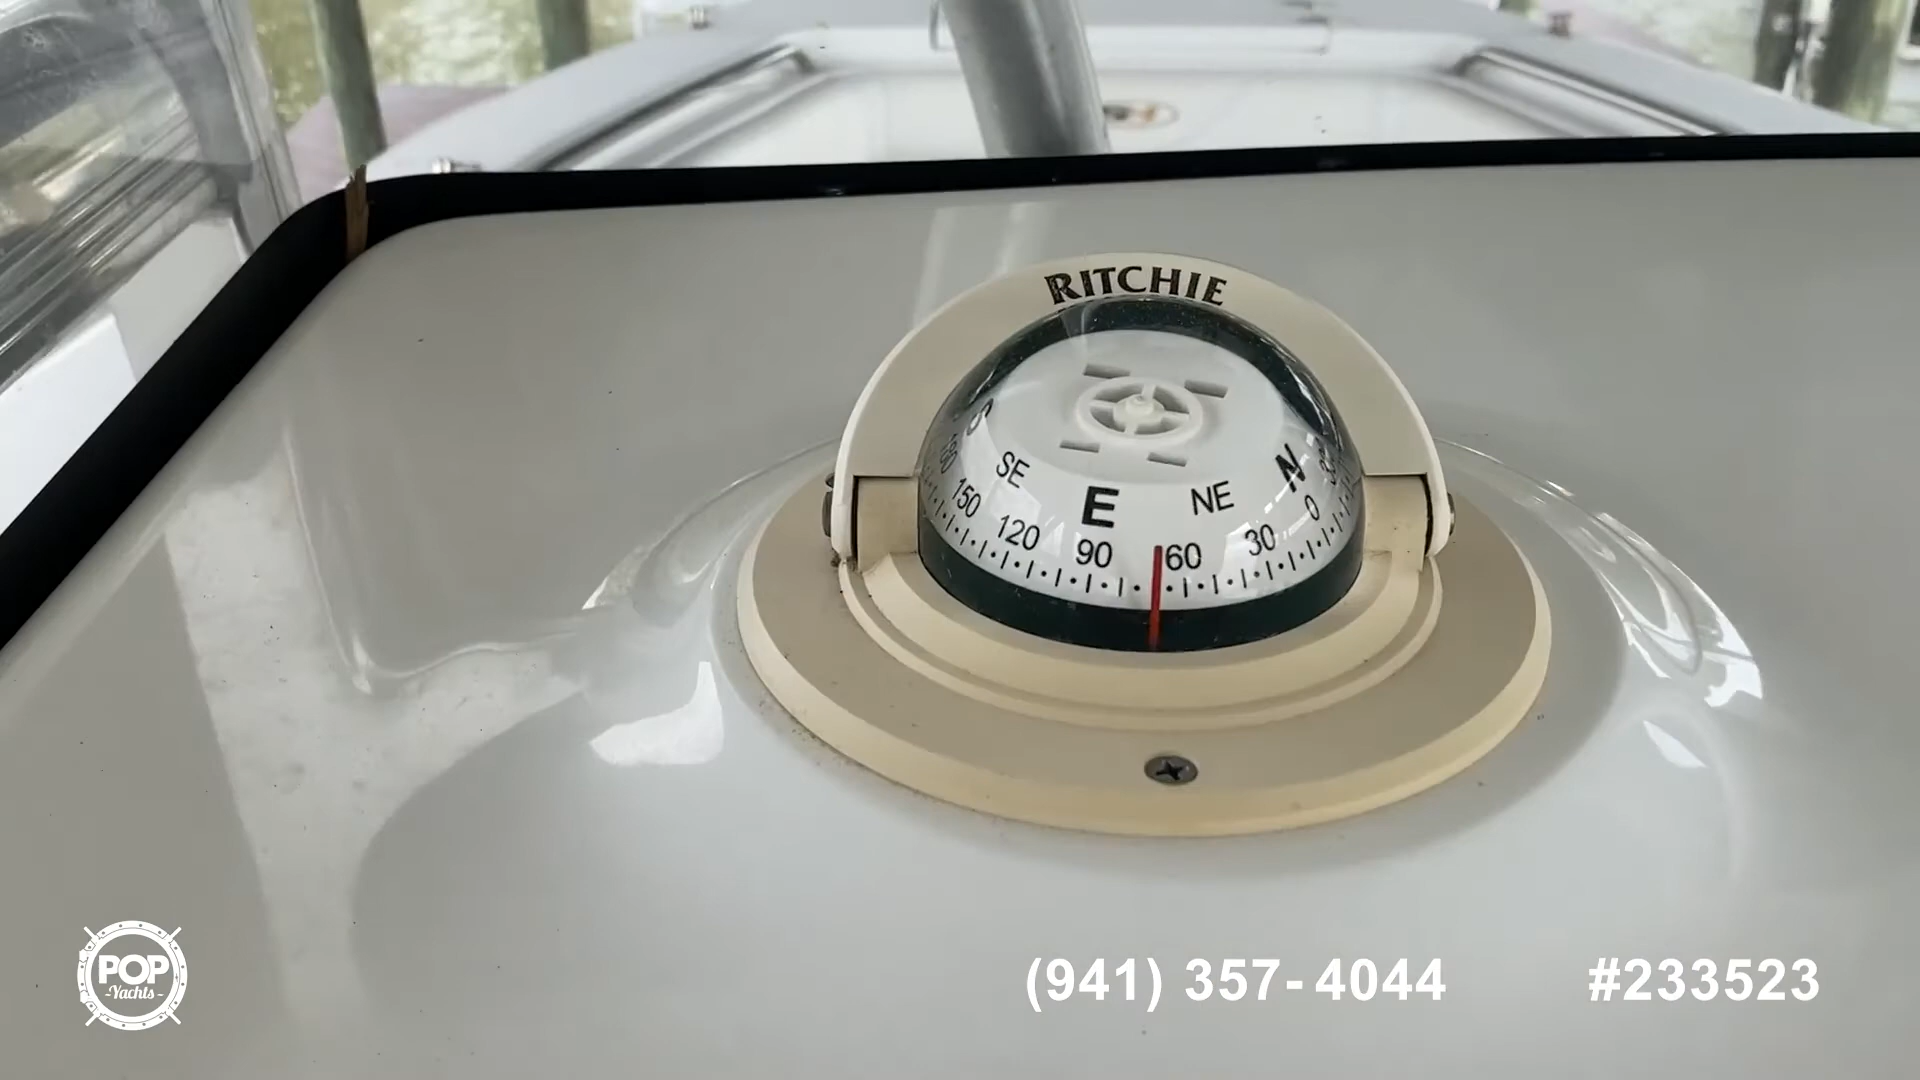 RITCHIE
S
SE
E
NE
N
150
120
90
60
30
0
POP
-Yachts-
(941) 357-4044
#233523